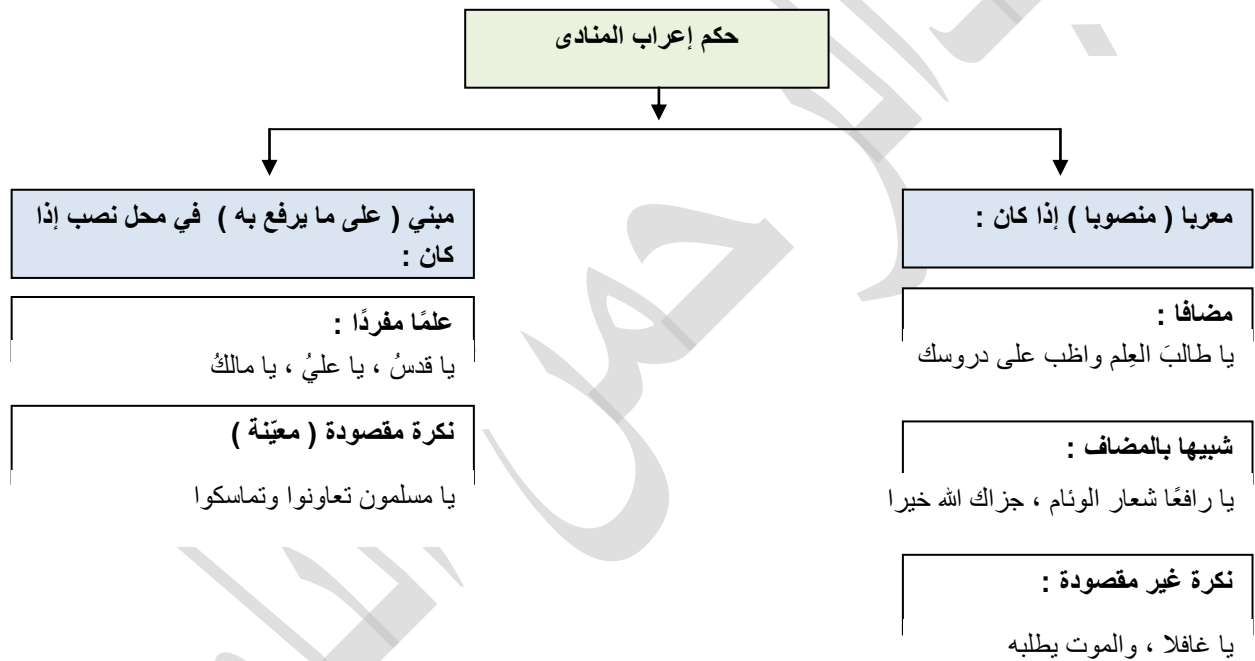 حكم إعراب المنادى
معربا ( منصوبا ) إذا كان :
مضافا :
يا طالبَ العِلم واظب على دروسك
شبيها بالمضاف :
يا رافعًا شعار الوئام ، جزاك الله خيرا
نكرة غير مقصودة :
يا غافلا ، والموت يطلبه
مبني ( على ما يرفع به ) في محل نصب إذا
كان :
علمًا مفردًا :
يا قدسُ ، يا عليُ ، يا مالكُ
نكرة مقصودة ( معيّنة )
يا مسلمون تعاونوا وتماسكوا